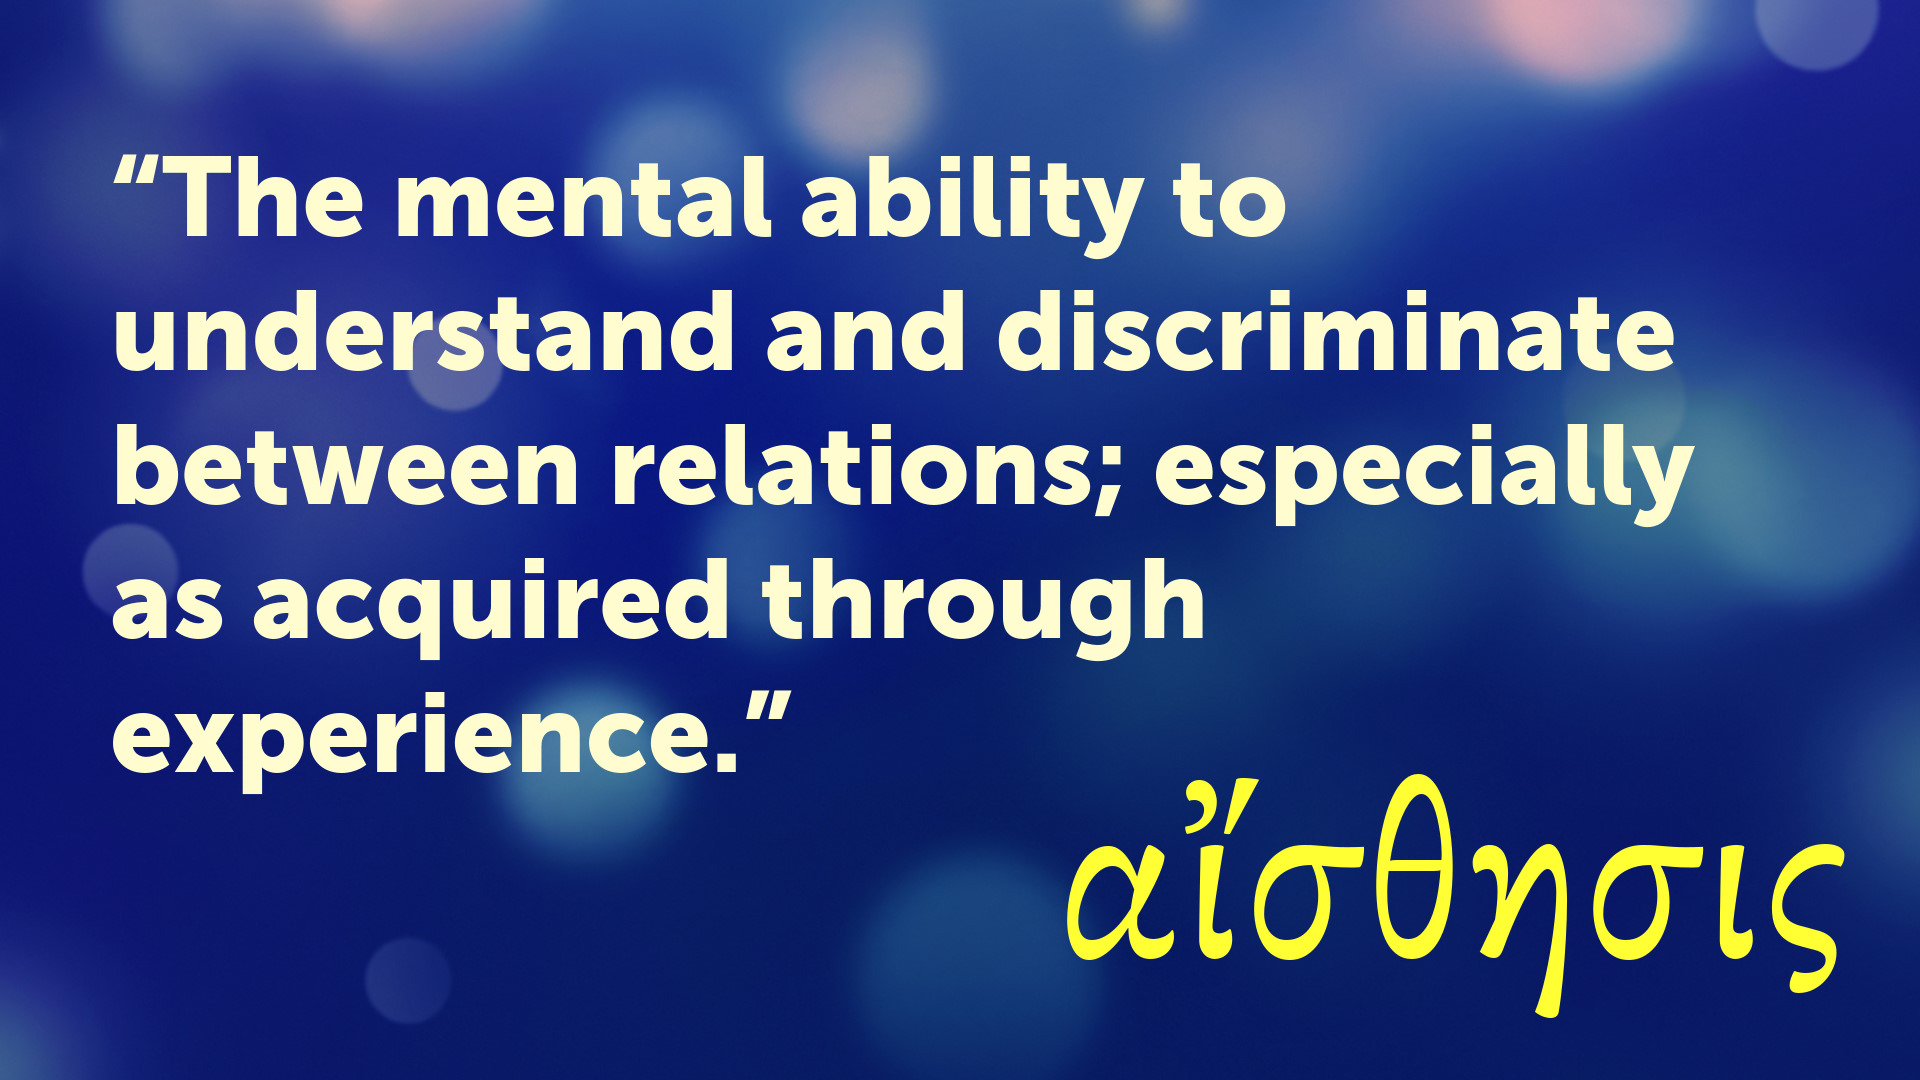 “The mental ability to
understand and discriminate
between relations; especially
as acquired through
experience.”
αἴσθησις